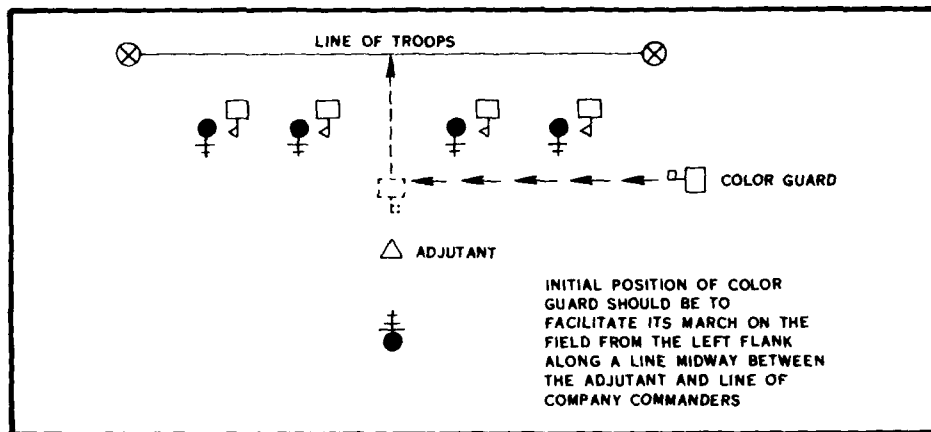 LINE OF TROOPS
COLOR GUARD
ADJUTANT
INITIAL POSITION OF COLOR
GUARD SHOULD BE TO
FACILITATE ITS MARCH ON THE
FIELD FROM THE LEFT FLANK
ALONG A LINE MIDWAY BETWEEN
THE ADJUTANT AND LINE OF
COMPANY COMMANDERS